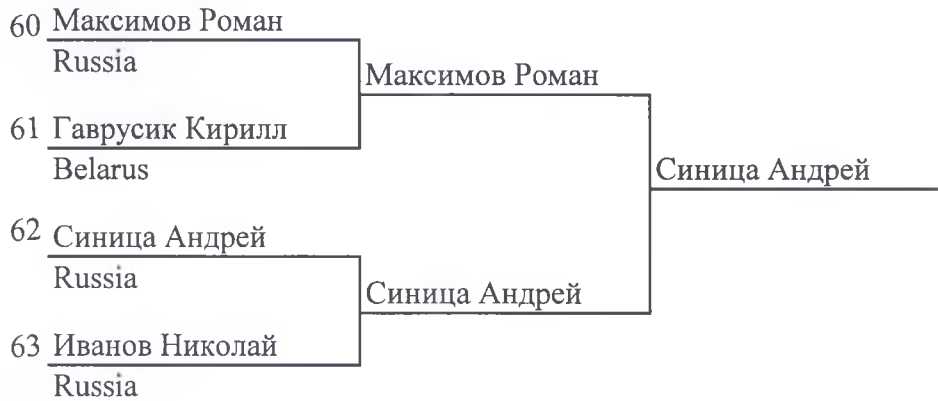 60 Максимов Роман
Russia
Максимов Роман
61 Гаврусик Кирилл
Belarus
Синица Андрей
62 Синица Андрей
Russia
Синица Андрей
63 Иванов Николай
Russia